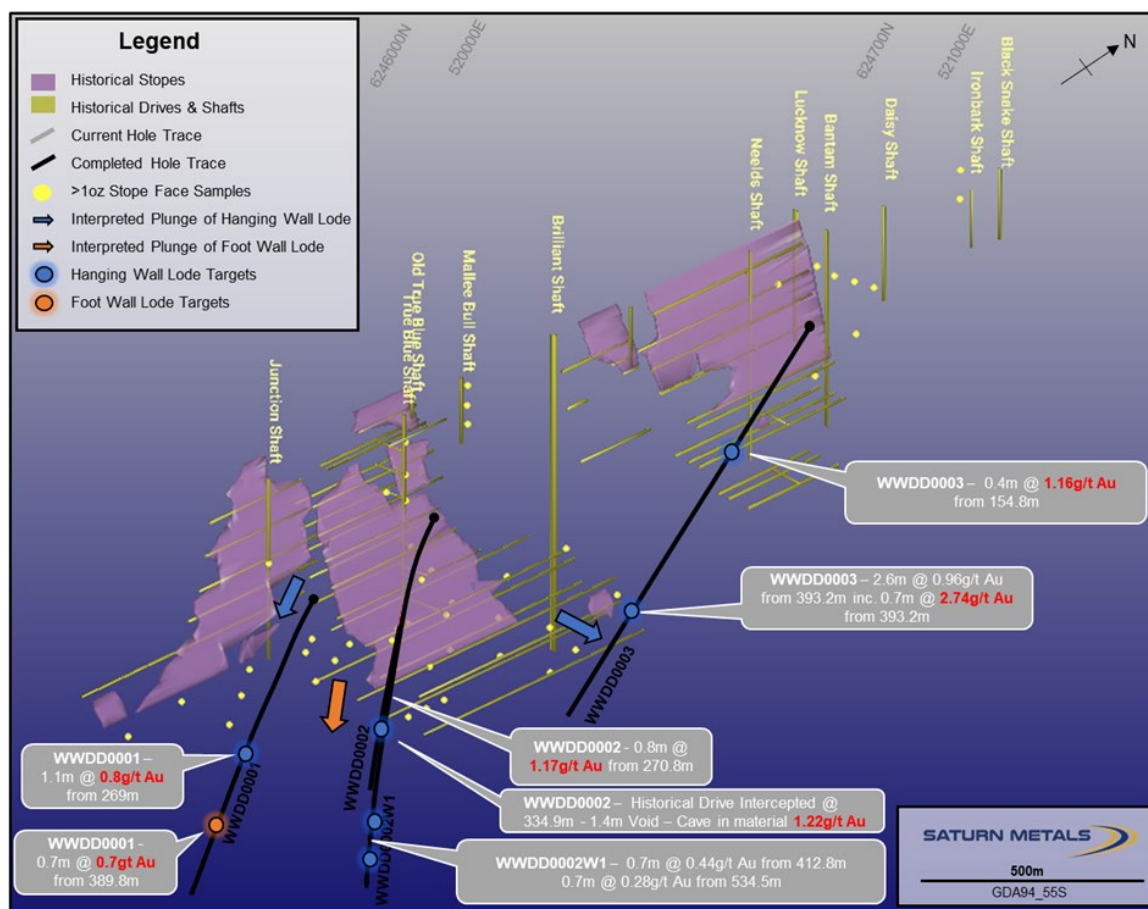 Legend
Historical Stopes
Historical Drives & Shafts
Current Hole Trace
Completed Hole Trace
>1oz Stope Face Samples
Interpreted Plunge of Hanging Wall Lode
Interpreted Plunge of Foot Wall Lode
Hanging Wall Lode Targets
Foot Wall Lode Targets
6246000N
520000E
624700N
521000E
N
Junction Shaft
Old True Blue Shaft
True Blue Shaft
Mallee Bull Shaft
Brilliant Shaft
Neelds Shaft
Lucknow Shaft
Bantam Shaft
Daisy Shaft
Ironbark Shaft
Black Snake Shaft
WWDD0003 – 0.4m @ 1.16g/t Au
from 154.8m
WWDD0003 – 2.6m @ 0.96g/t Au
from 393.2m inc. 0.7m @ 2.74g/t Au
from 393.2m
WWDD0003
WWDD0002 - 0.8m @
1.17g/t Au from 270.8m
WWDD0002 – Historical Drive Intercepted @
334.9m - 1.4m Void – Cave in material 1.22g/t Au
WWDD0002W1 – 0.7m @ 0.44g/t Au from 412.8m
0.7m @ 0.28g/t Au from 534.5m
WWDD0002
WWDD0002W1
WWDD0001 –
1.1m @ 0.8g/t Au
from 269m
WWDD0001
WWDD0001 -
0.7m @ 0.7gt Au
from 389.8m
SATURN METALS
500m
GDA94_55S